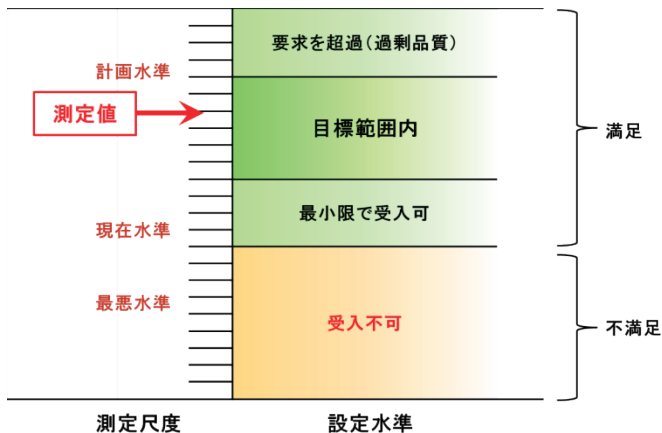 要求を超過（過剰品質）
計画水準
測定値
目標範囲内
満足
最小限で受入可
現在水準
最悪水準
受入不可
不満足
測定尺度
設定水準